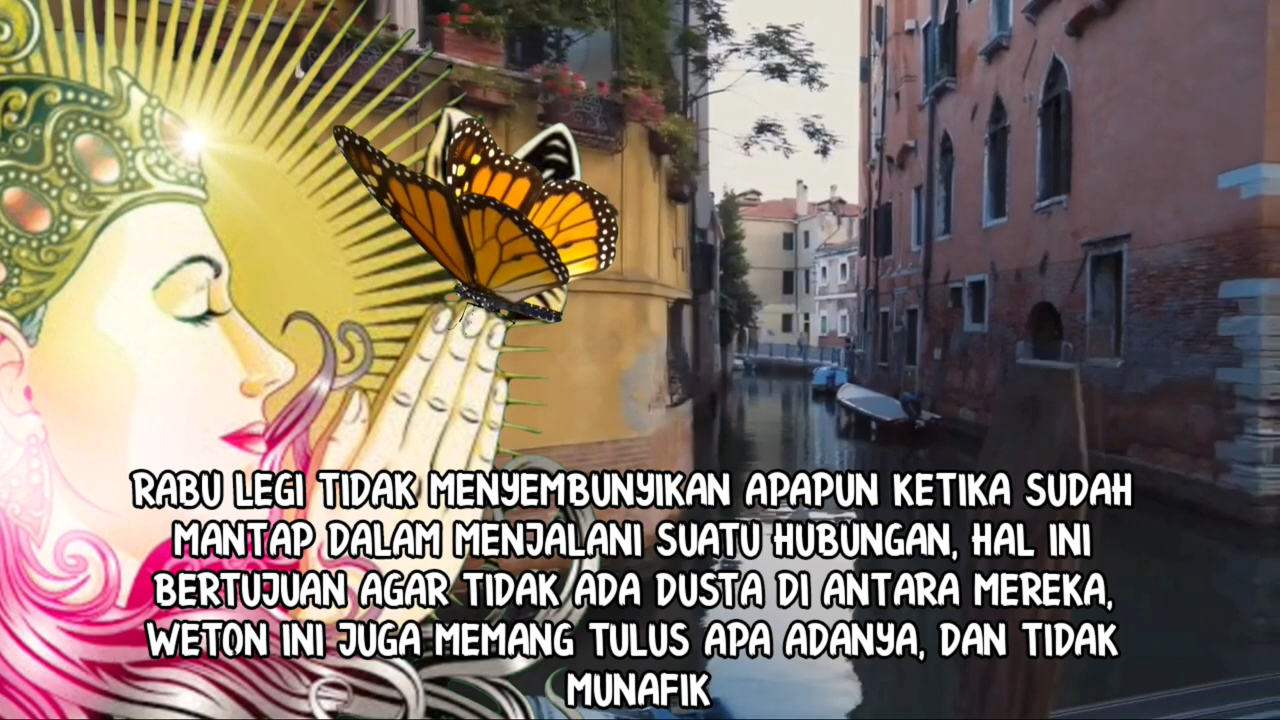 RABU LEGI TIDAK MENYEMBUNYIKAN APAPUN KETIKA SUDAH
MANTAP DALAM MENJALANI SUATU HUBUNGAN, HAL INI
BERTUJUAN AGAR TIDAK ADA DUSTA DI ANTARA MEREKA,
WETON INI JUGA MEMANG TULUS APA ADANYA, DAN TIDAK
MUNAFIK